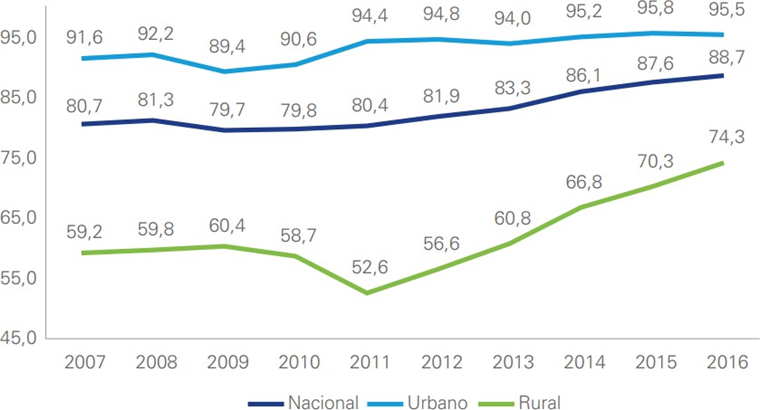 91,6 92,2 89,4 90,6 94,4 94,8 94,0 95,2 95,8 95,5
80,7 81,3 79,7 79,8 80,4 81,9 83,3 86,1 87,6 88,7
59,2 59,8 60,4 58,7 52,6 56,6 60,8 66,8 70,3 74,3
95,0
85,0
75,0
65,0
55,0
45,0
2007 2008 2009 2010 2011 2012 2013 2014 2015 2016
Nacional Urbano Rural